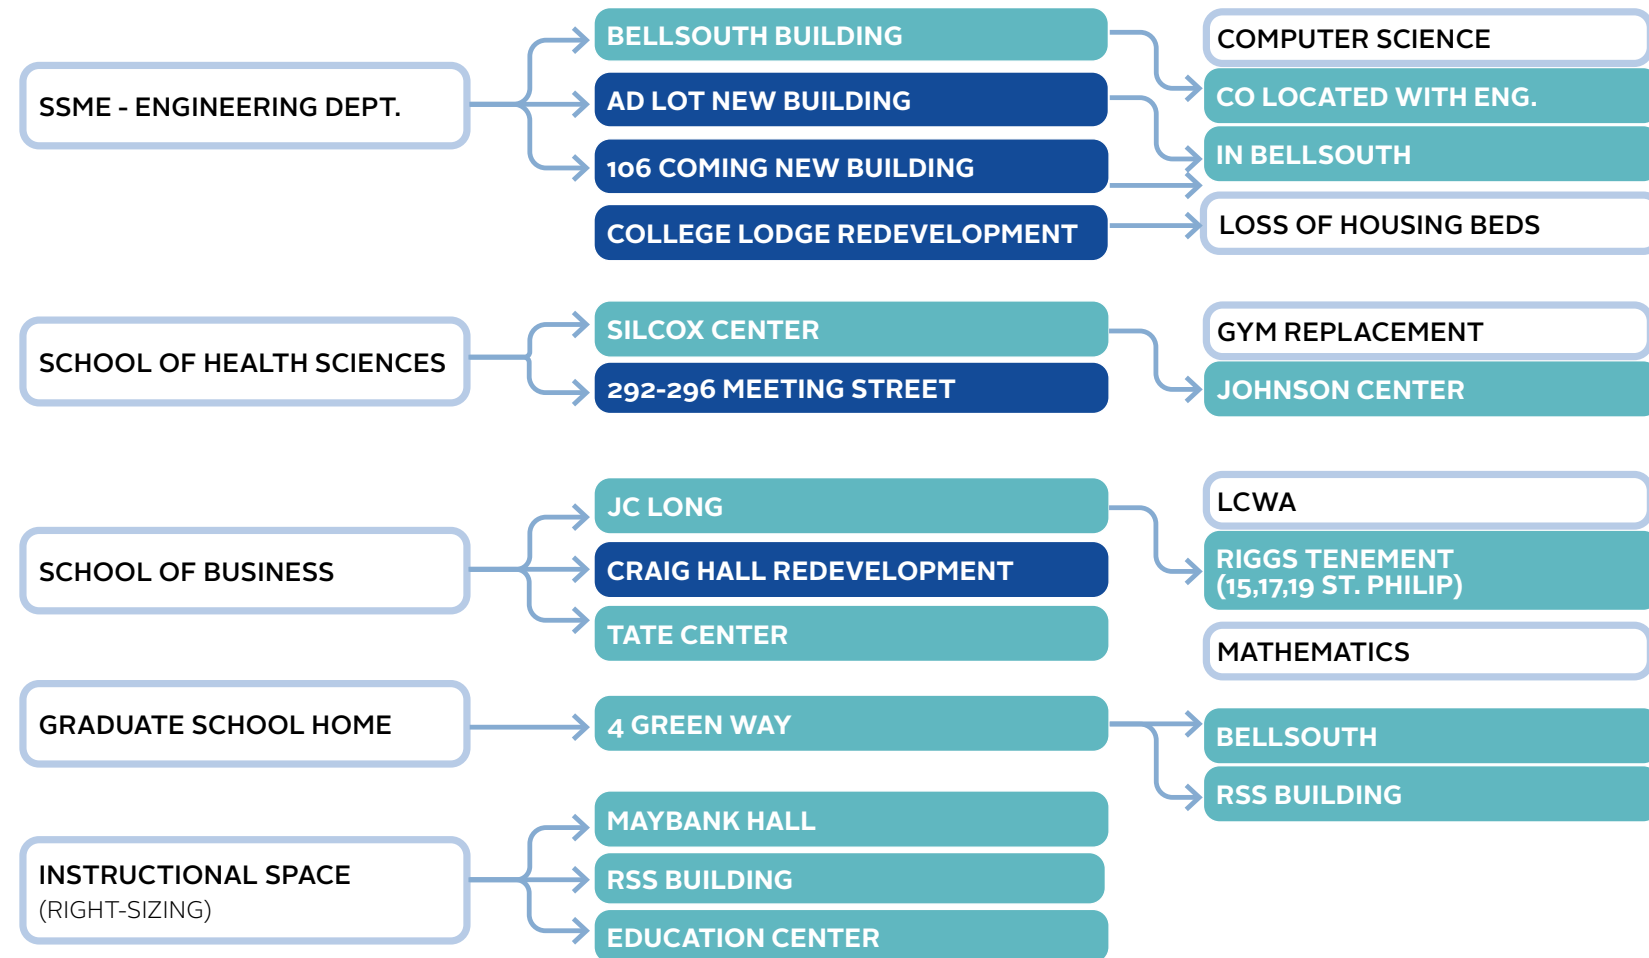 SSME - ENGINEERING DEPT.
BELLSOUTH BUILDING
AD LOT NEW BUILDING
106 COMING NEW BUILDING
COLLEGE LODGE REDEVELOPMENT
COMPUTER SCIENCE
CO LOCATED WITH ENG.
IN BELLSOUTH
LOSS OF HOUSING BEDS
SCHOOL OF HEALTH SCIENCES
SILCOX CENTER
292-296 MEETING STREET
GYM REPLACEMENT
JOHNSON CENTER
SCHOOL OF BUSINESS
JC LONG
CRAIG HALL REDEVELOPMENT
TATE CENTER
LCWA
RIGGS TENEMENT
(15,17,19 ST. PHILIP)
MATHEMATICS
GRADUATE SCHOOL HOME
4 GREEN WAY
BELLSOUTH
RSS BUILDING
INSTRUCTIONAL SPACE
(RIGHT-SIZING)
MAYBANK HALL
RSS BUILDING
EDUCATION CENTER